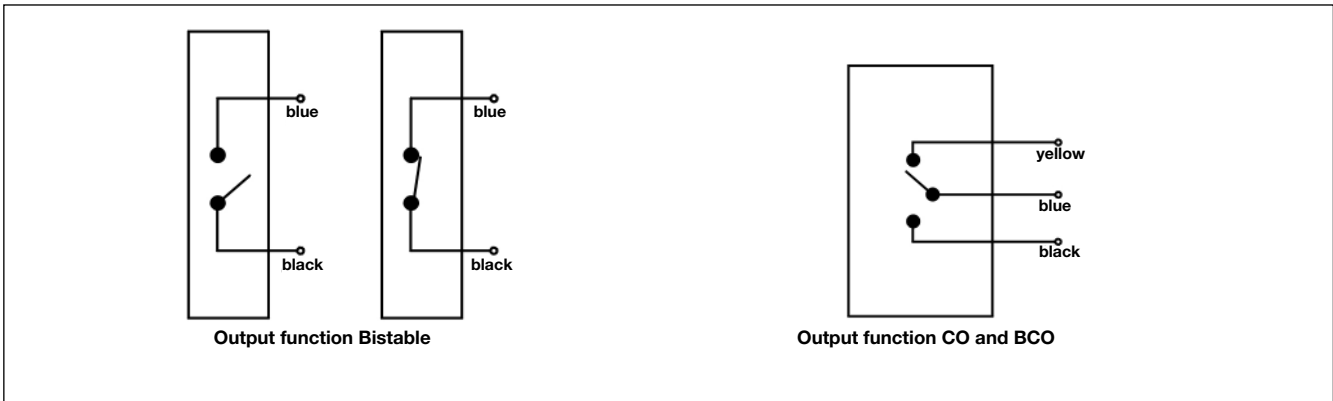 blue
black
blue
black
Output function Bistable
yellow
blue
black
Output function CO and BCO